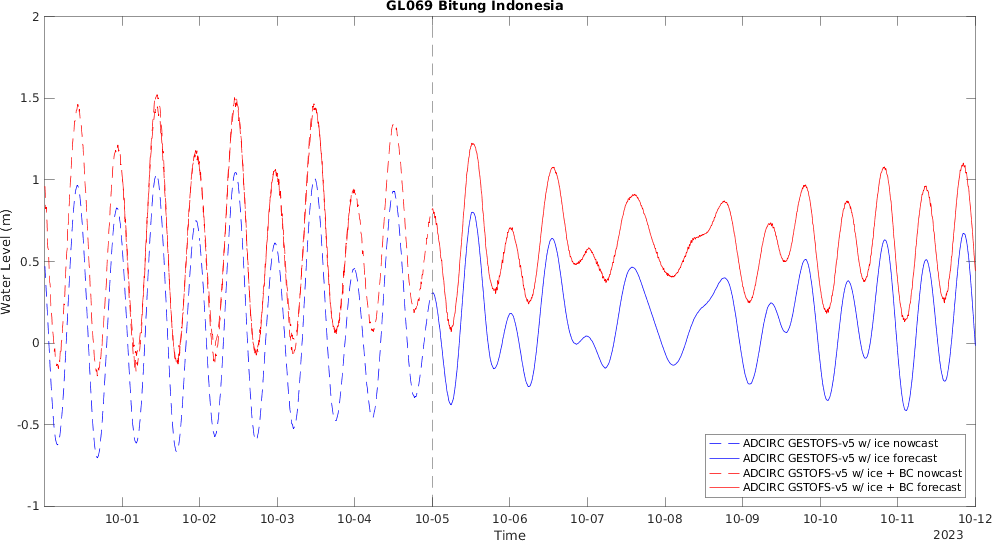 GL069 Bitung Indonesia
2
1.5
1
0.5
0
-0.5
-1
Water Level (m)
10-01 10-02 10-03 10-04 10-05 10-06 10-07 10-08 10-09 10-10 10-11 10-12
Time
2023
ADCIRC GESTOFS-v5 w/ ice nowcast
ADCIRC GESTOFS-v5 w/ ice forecast
ADCIRC GSTOFS-v5 w/ ice + BC nowcast
ADCIRC GSTOFS-v5 w/ ice + BC forecast